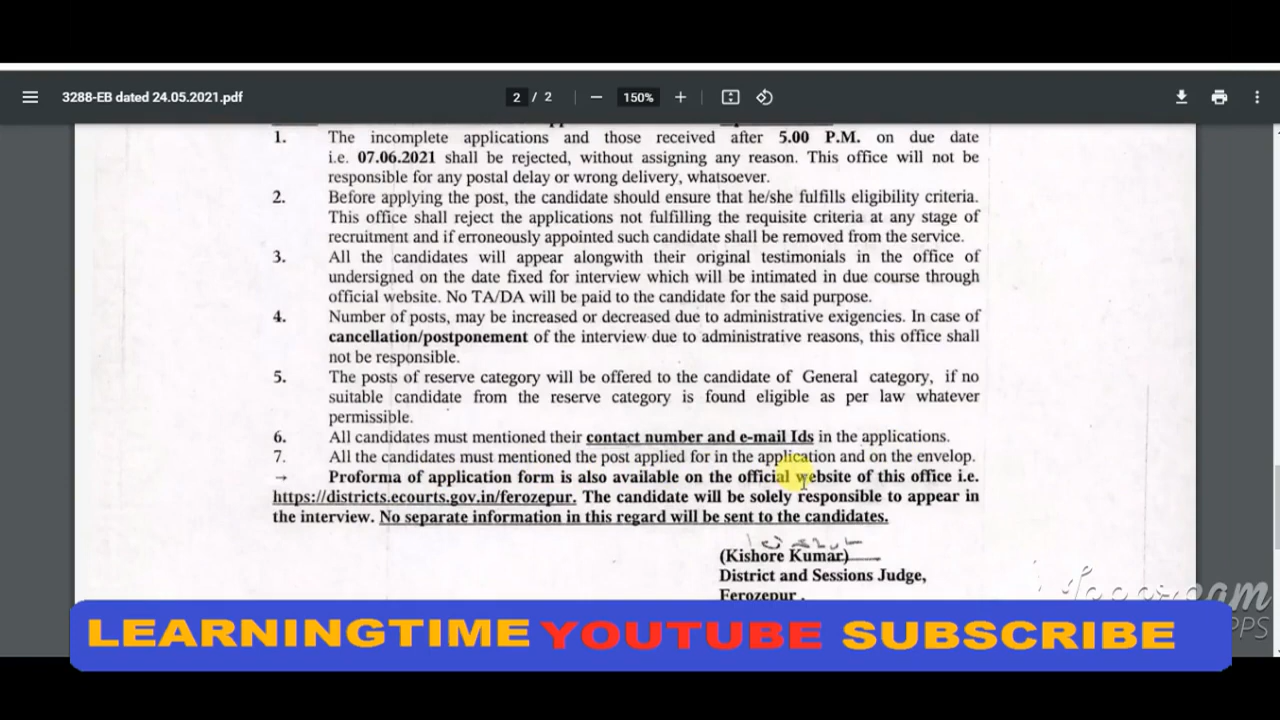 3288-EB dated 24.05.2021.pdf
2 / 2
150%
1. The incomplete applications and those received after 5.00 P.M. on due date
i.e. 07.06.2021 shall be rejected, without assigning any reason. This office will not be
responsible for any postal delay or wrong delivery, whatsoever.
2. Before applying the post, the candidate should ensure that he/she fulfills eligibility criteria.
This office shall reject the applications not fulfilling the requisite criteria at any stage of
recruitment and if erroneously appointed such candidate shall be removed from the service.
3. All the candidates will appear alongwith their original testimonials in the office of
undersigned on the date fixed for interview which will be intimated in due course through
official website. No TA/DA will be paid to the candidate for the said purpose.
4. Number of posts, may be increased or decreased due to administrative exigencies. In case of
cancellation/postponement of the interview due to administrative reasons, this office shall
not be responsible.
5. The posts of reserve category will be offered to the candidate of General category, if no
suitable candidate from the reserve category is found eligible as per law whatever
permissible.
6. All candidates must mentioned their contact number and e-mail Ids in the applications.
7. All the candidates must mentioned the post applied for in the application and on the envelop.
→ Proforma of application form is also available on the official website of this office i.e.
https://districts.ecourts.gov.in/ferozepur. The candidate will be solely responsible to appear in
the interview. No separate information in this regard will be sent to the candidates.
(Kishore Kumar)
District and Sessions Judge,
Ferozepur .
LEARNINGTIME YOUTUBE SUBSCRIBE